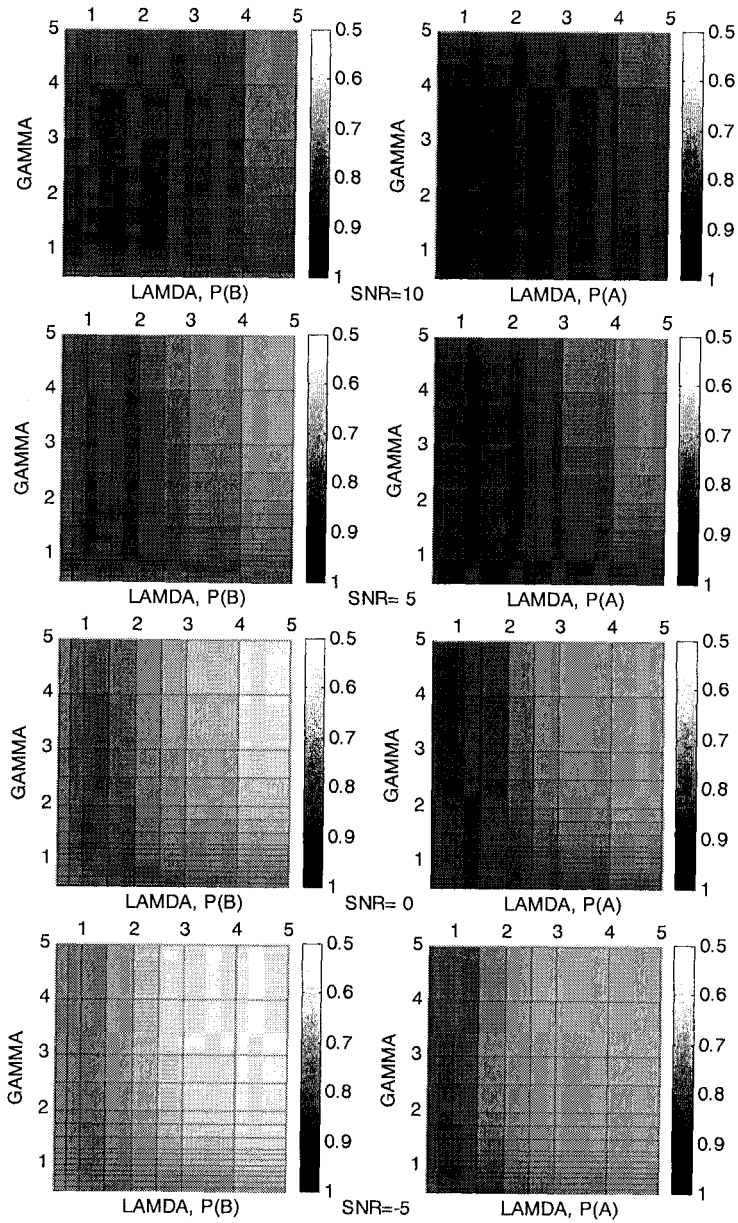 1 2 3 4 5
5 4 3 2 1
GAMMA
0.5 0.6 0.7 0.8 0.9 1
1 2 3 4 5
5 4 3 2 1
GAMMA
0.5 0.6 0.7 0.8 0.9 1
LAMDA, P(B) SNR=10 LAMDA, P(A)
1 2 3 4 5
5 4 3 2 1
GAMMA
0.5 0.6 0.7 0.8 0.9 1
1 2 3 4 5
5 4 3 2 1
GAMMA
0.5 0.6 0.7 0.8 0.9 1
LAMDA, P(B) SNR= 5 LAMDA, P(A)
1 2 3 4 5
5 4 3 2 1
GAMMA
0.5 0.6 0.7 0.8 0.9 1
1 2 3 4 5
5 4 3 2 1
GAMMA
0.5 0.6 0.7 0.8 0.9 1
LAMDA, P(B) SNR= 0 LAMDA, P(A)
1 2 3 4 5
5 4 3 2 1
GAMMA
0.5 0.6 0.7 0.8 0.9 1
1 2 3 4 5
5 4 3 2 1
GAMMA
0.5 0.6 0.7 0.8 0.9 1
LAMDA, P(B) SNR=-5 LAMDA, P(A)